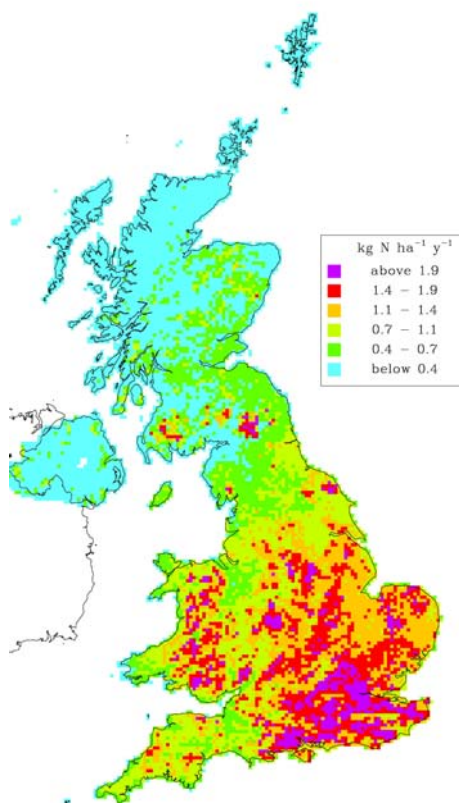 kg N ha⁻¹ y⁻¹
above 1.9
1.4 – 1.9
1.1 – 1.4
0.7 – 1.1
0.4 – 0.7
below 0.4